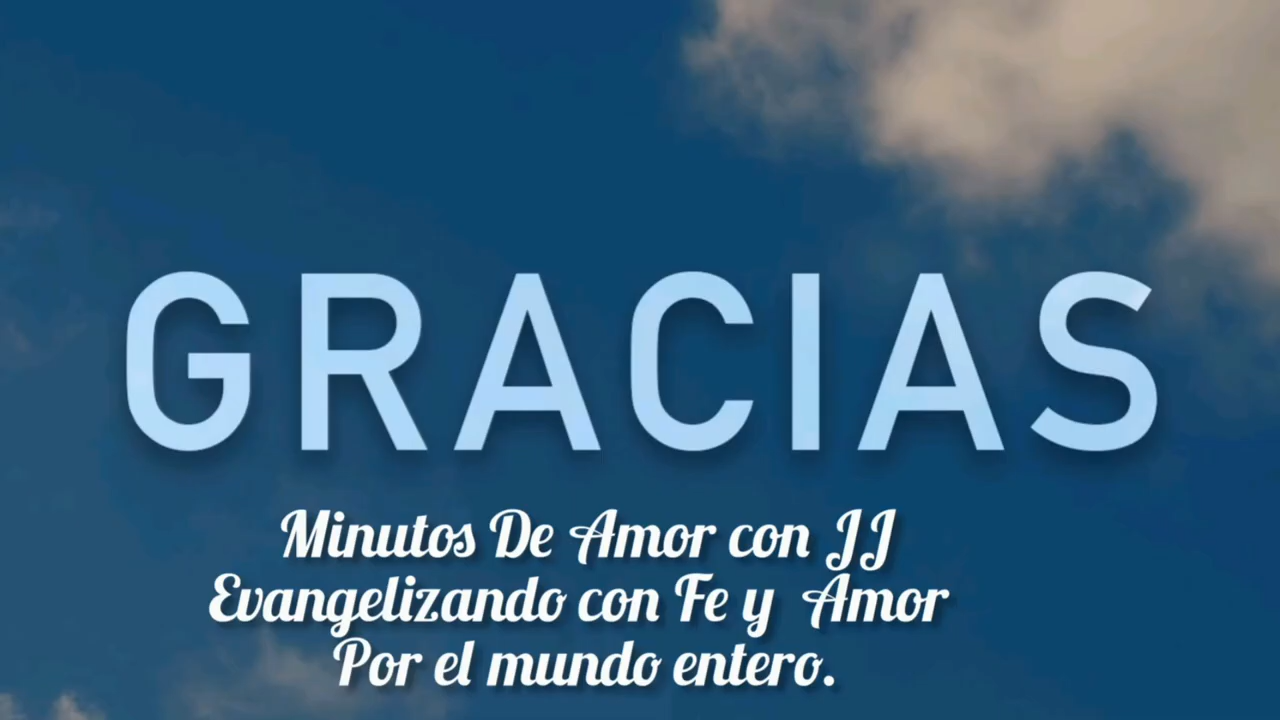 GRACIAS
Minutos De Amor con JJ
Evangelizando con Fe y Amor
Por el mundo entero.